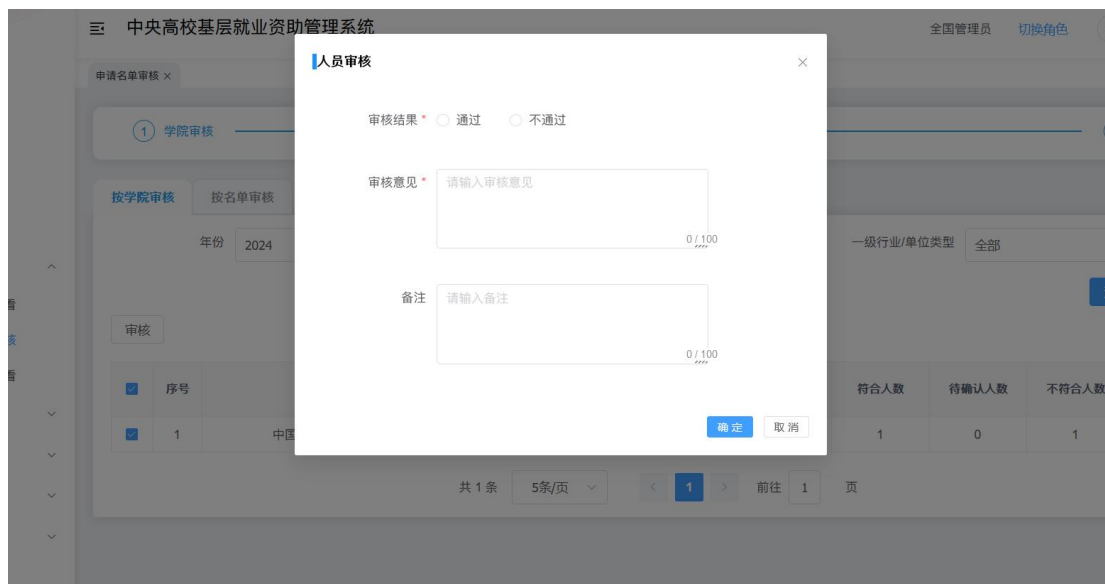 中央高校基层就业资助管理系统
全国管理员 切换角色
申请名单审核 ×
人员审核
1 学院审核
审核结果 * 通过 不通过
按学院审核 按名单审核
审核意见 * 请输入审核意见
0 / 100
年份 2024
一级行业/单位类型 全部
备注 请输入备注
0 / 100
看
核
看
审核
序号
符合人数 待确认人数 不符合人数
1 中国
1 0 1
确定 取消
共 1 条 5条/页 < 1 > 前往 1 页